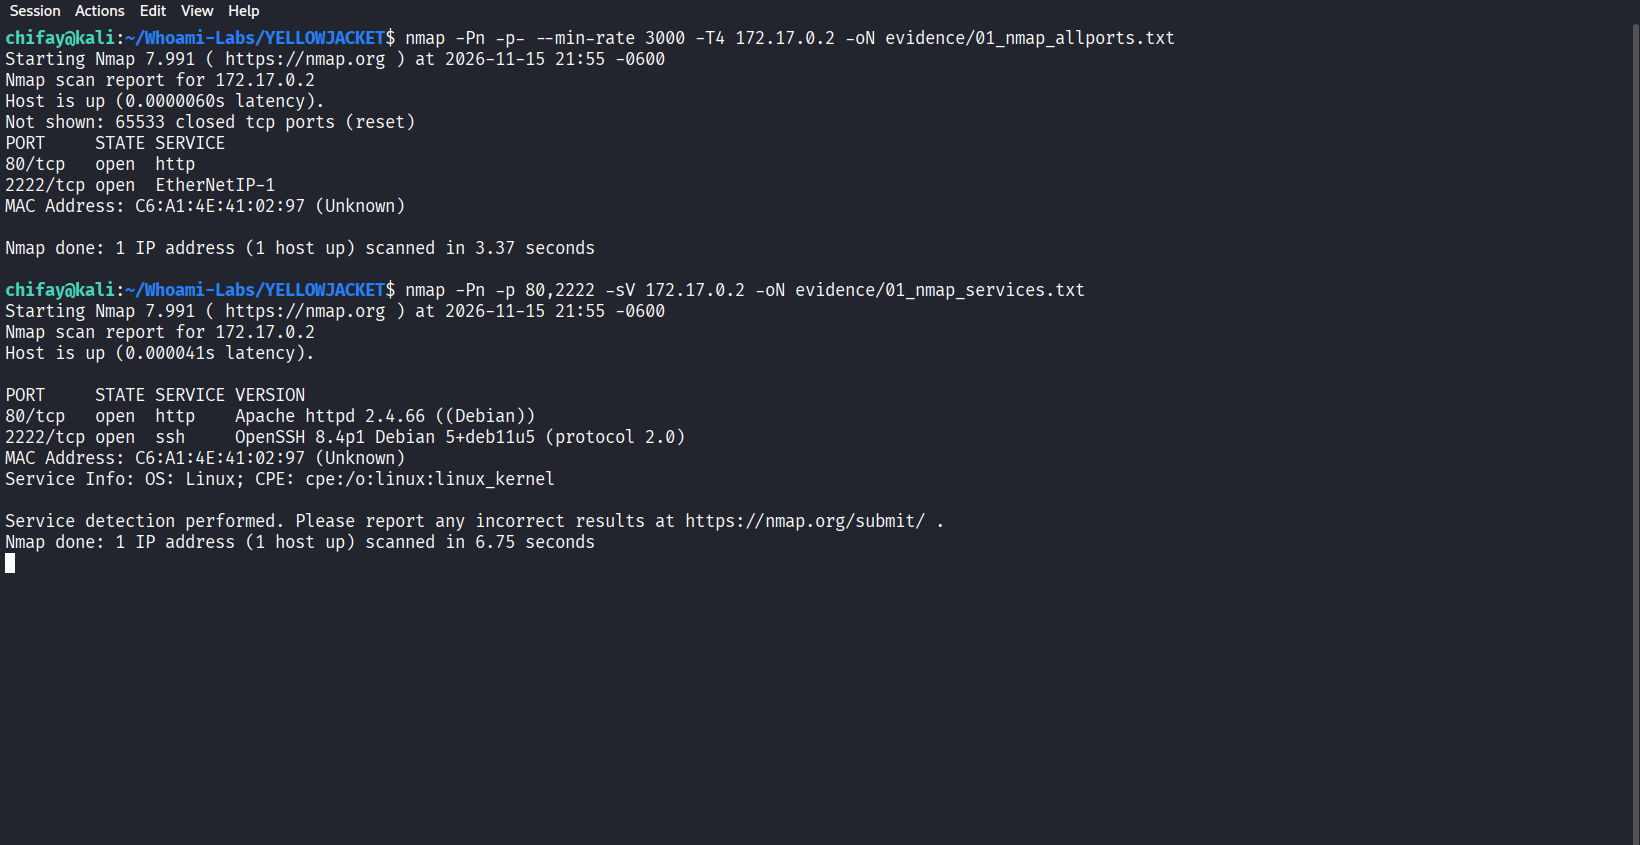 Session Actions Edit View Help
chifay@kali:~/Whoami-Labs/YELLOWJACKET$ nmap -Pn -p- --min-rate 3000 -T4 172.17.0.2 -oN evidence/01_nmap_allports.txt
Starting Nmap 7.991 ( https://nmap.org ) at 2026-11-15 21:55 -0600
Nmap scan report for 172.17.0.2
Host is up (0.0000060s latency).
Not shown: 65533 closed tcp ports (reset)
PORT     STATE SERVICE
80/tcp   open  http
2222/tcp open  EtherNetIP-1
MAC Address: C6:A1:4E:41:02:97 (Unknown)
Nmap done: 1 IP address (1 host up) scanned in 3.37 seconds
chifay@kali:~/Whoami-Labs/YELLOWJACKET$ nmap -Pn -p 80,2222 -sV 172.17.0.2 -oN evidence/01_nmap_services.txt
Starting Nmap 7.991 ( https://nmap.org ) at 2026-11-15 21:55 -0600
Nmap scan report for 172.17.0.2
Host is up (0.000041s latency).
PORT     STATE SERVICE VERSION
80/tcp   open  http    Apache httpd 2.4.66 ((Debian))
2222/tcp open  ssh     OpenSSH 8.4p1 Debian 5+deb11u5 (protocol 2.0)
MAC Address: C6:A1:4E:41:02:97 (Unknown)
Service Info: OS: Linux; CPE: cpe:/o:linux:linux_kernel
Service detection performed. Please report any incorrect results at https://nmap.org/submit/ .
Nmap done: 1 IP address (1 host up) scanned in 6.75 seconds